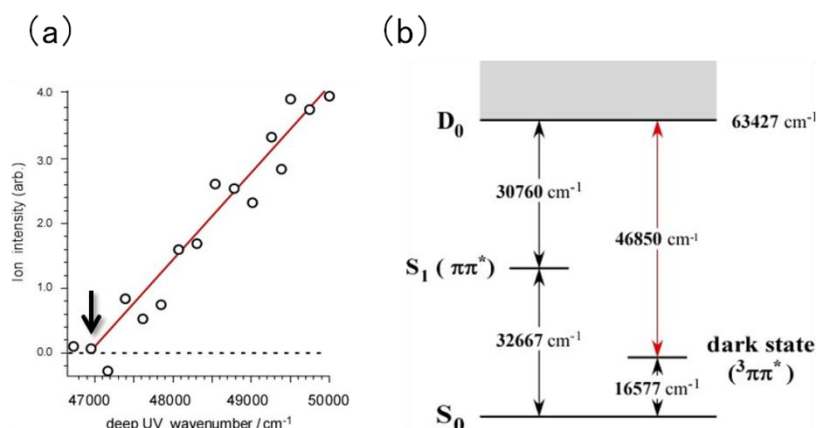 (a)
(b)
Ion intensity (arb.)
4.0
3.0
2.0
1.0
0.0
47000 48000 49000 50000
deep UV wavenumber / cm-1
D0
63427 cm-1
30760 cm-1
46850 cm-1
S1 ( ππ*)
32667 cm-1
dark state
(3ππ*)
16577 cm-1
S0